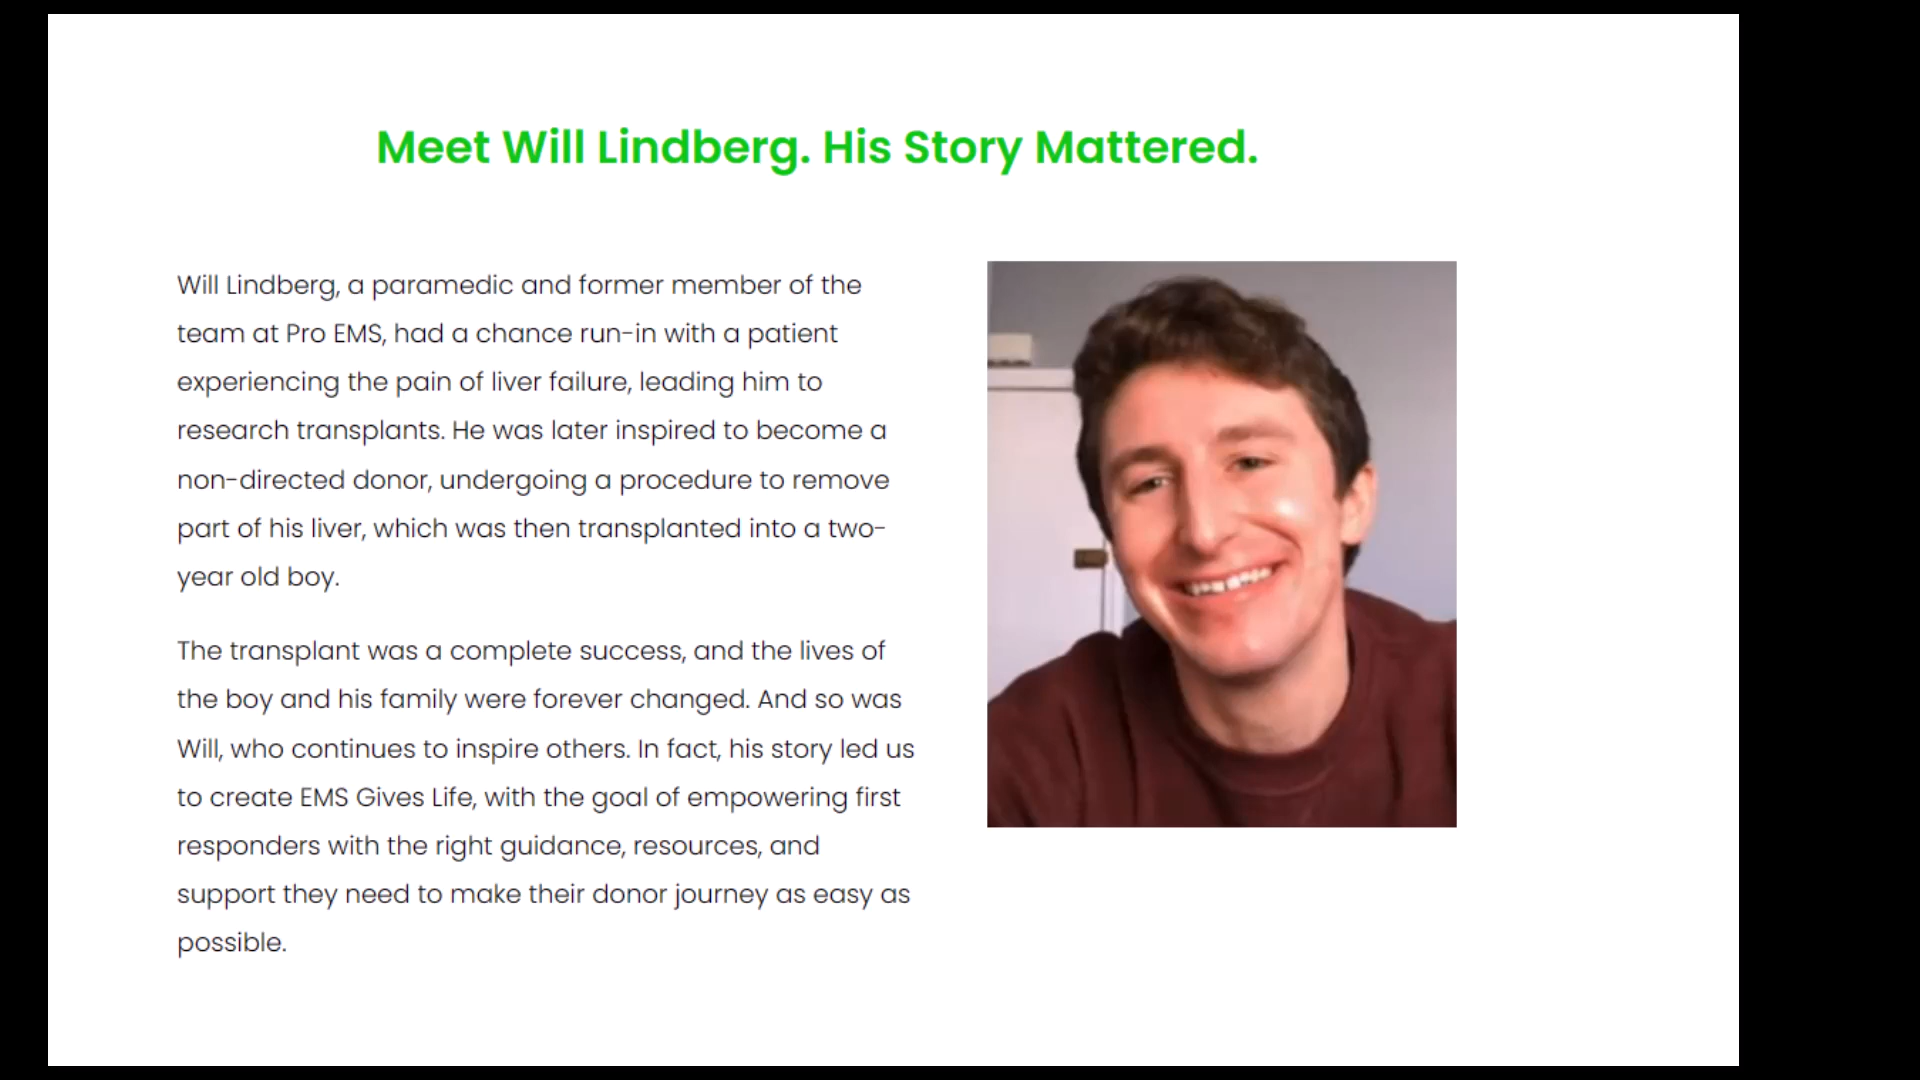 Meet Will Lindberg. His Story Mattered.
Will Lindberg, a paramedic and former member of the
team at Pro EMS, had a chance run-in with a patient
experiencing the pain of liver failure, leading him to
research transplants. He was later inspired to become a
non-directed donor, undergoing a procedure to remove
part of his liver, which was then transplanted into a two-
year old boy.
The transplant was a complete success, and the lives of
the boy and his family were forever changed. And so was
Will, who continues to inspire others. In fact, his story led us
to create EMS Gives Life, with the goal of empowering first
responders with the right guidance, resources, and
support they need to make their donor journey as easy as
possible.